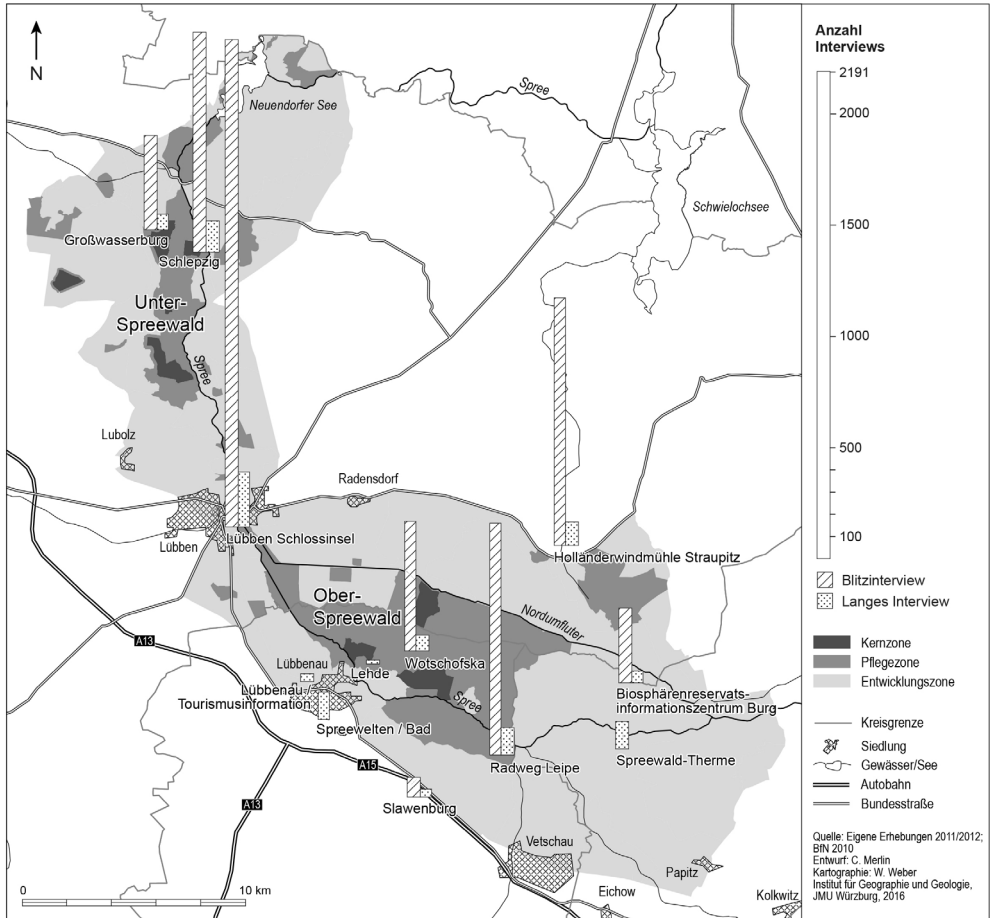 N
Neuendorfer See
Spree
Schwielochsee
Großwasserburg
Schlepzig
Unter-
Spreewald
Spree
Lubolz
Radensdorf
Lübben
Lübben Schlossinsel
Holländerwindmühle Straupitz
Ober-
Spreewald
Nordumfluter
A13
Lübbenau
Lehde
Wotschofska
Lübbenau/
Tourismusinformation
Spree
Biosphärenreservats-
informationszentrum Burg
Spreewelten / Bad
Radweg Leipe
Spreewald-Therme
A15
A13
Slawenburg
Vetschau
Papitz
Eichow
Kolkwitz
0 10 km
Anzahl
Interviews
2191
2000
1500
1000
500
100
Blitzinterview
Langes Interview
Kernzone
Pflegezone
Entwicklungszone
Kreisgrenze
Siedlung
Gewässer/See
Autobahn
Bundesstraße
Quelle: Eigene Erhebungen 2011/2012;
BfN 2010
Entwurf: C. Merlin
Kartographie: W. Weber
Institut für Geographie und Geologie,
JMU Würzburg, 2016